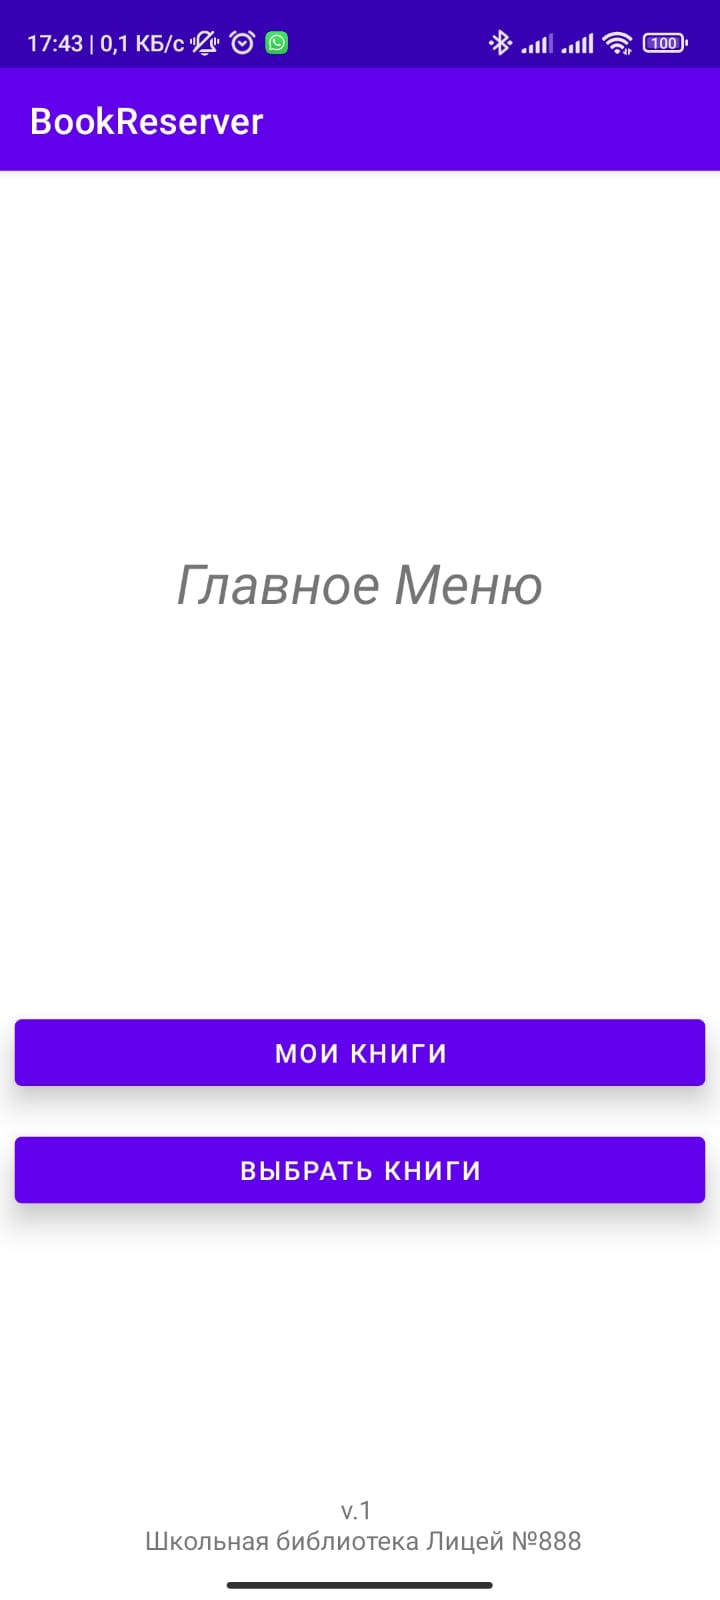 17:43 | 0,1 КБ/с 100
BookReserver
Главное Меню
МОИ КНИГИ
ВЫБРАТЬ КНИГИ
v.1
Школьная библиотека Лицей №888